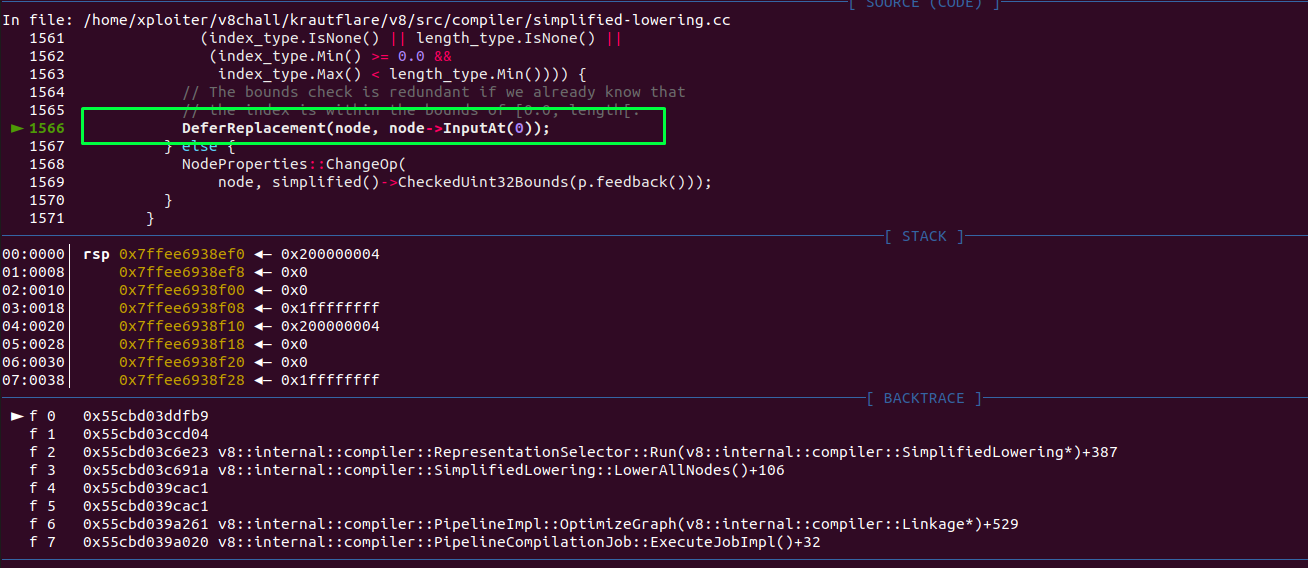 [ SOURCE (CODE) ]
In file: /home/xploiter/v8chall/krautflare/v8/src/compiler/simplified-lowering.cc
1561 (index_type.IsNone() || length_type.IsNone() ||
1562 (index_type.Min() >= 0.0 &&
1563 index_type.Max() < length_type.Min()))) {
1564 // The bounds check is redundant if we already know that
1565 // the index is within the bounds of [0.0, length[.
► 1566 DeferReplacement(node, node->InputAt(0));
1567 } else {
1568 NodeProperties::ChangeOp(
1569 node, simplified()->CheckedUint32Bounds(p.feedback()));
1570 }
1571 }
[ STACK ]
00:0000│ rsp 0x7ffee6938ef0 ◄— 0x200000004
01:0008│ 0x7ffee6938ef8 ◄— 0x0
02:0010│ 0x7ffee6938f00 ◄— 0x0
03:0018│ 0x7ffee6938f08 ◄— 0x1ffffffff
04:0020│ 0x7ffee6938f10 ◄— 0x200000004
05:0028│ 0x7ffee6938f18 ◄— 0x0
06:0030│ 0x7ffee6938f20 ◄— 0x0
07:0038│ 0x7ffee6938f28 ◄— 0x1ffffffff
[ BACKTRACE ]
► f 0 0x55cbd03ddfb9
f 1 0x55cbd03ccd04
f 2 0x55cbd03c6e23 v8::internal::compiler::RepresentationSelector::Run(v8::internal::compiler::SimplifiedLowering*)+387
f 3 0x55cbd03c691a v8::internal::compiler::SimplifiedLowering::LowerAllNodes()+106
f 4 0x55cbd039cac1
f 5 0x55cbd039cac1
f 6 0x55cbd039a261 v8::internal::compiler::PipelineImpl::OptimizeGraph(v8::internal::compiler::Linkage*)+529
f 7 0x55cbd039a020 v8::internal::compiler::PipelineCompilationJob::ExecuteJobImpl()+32